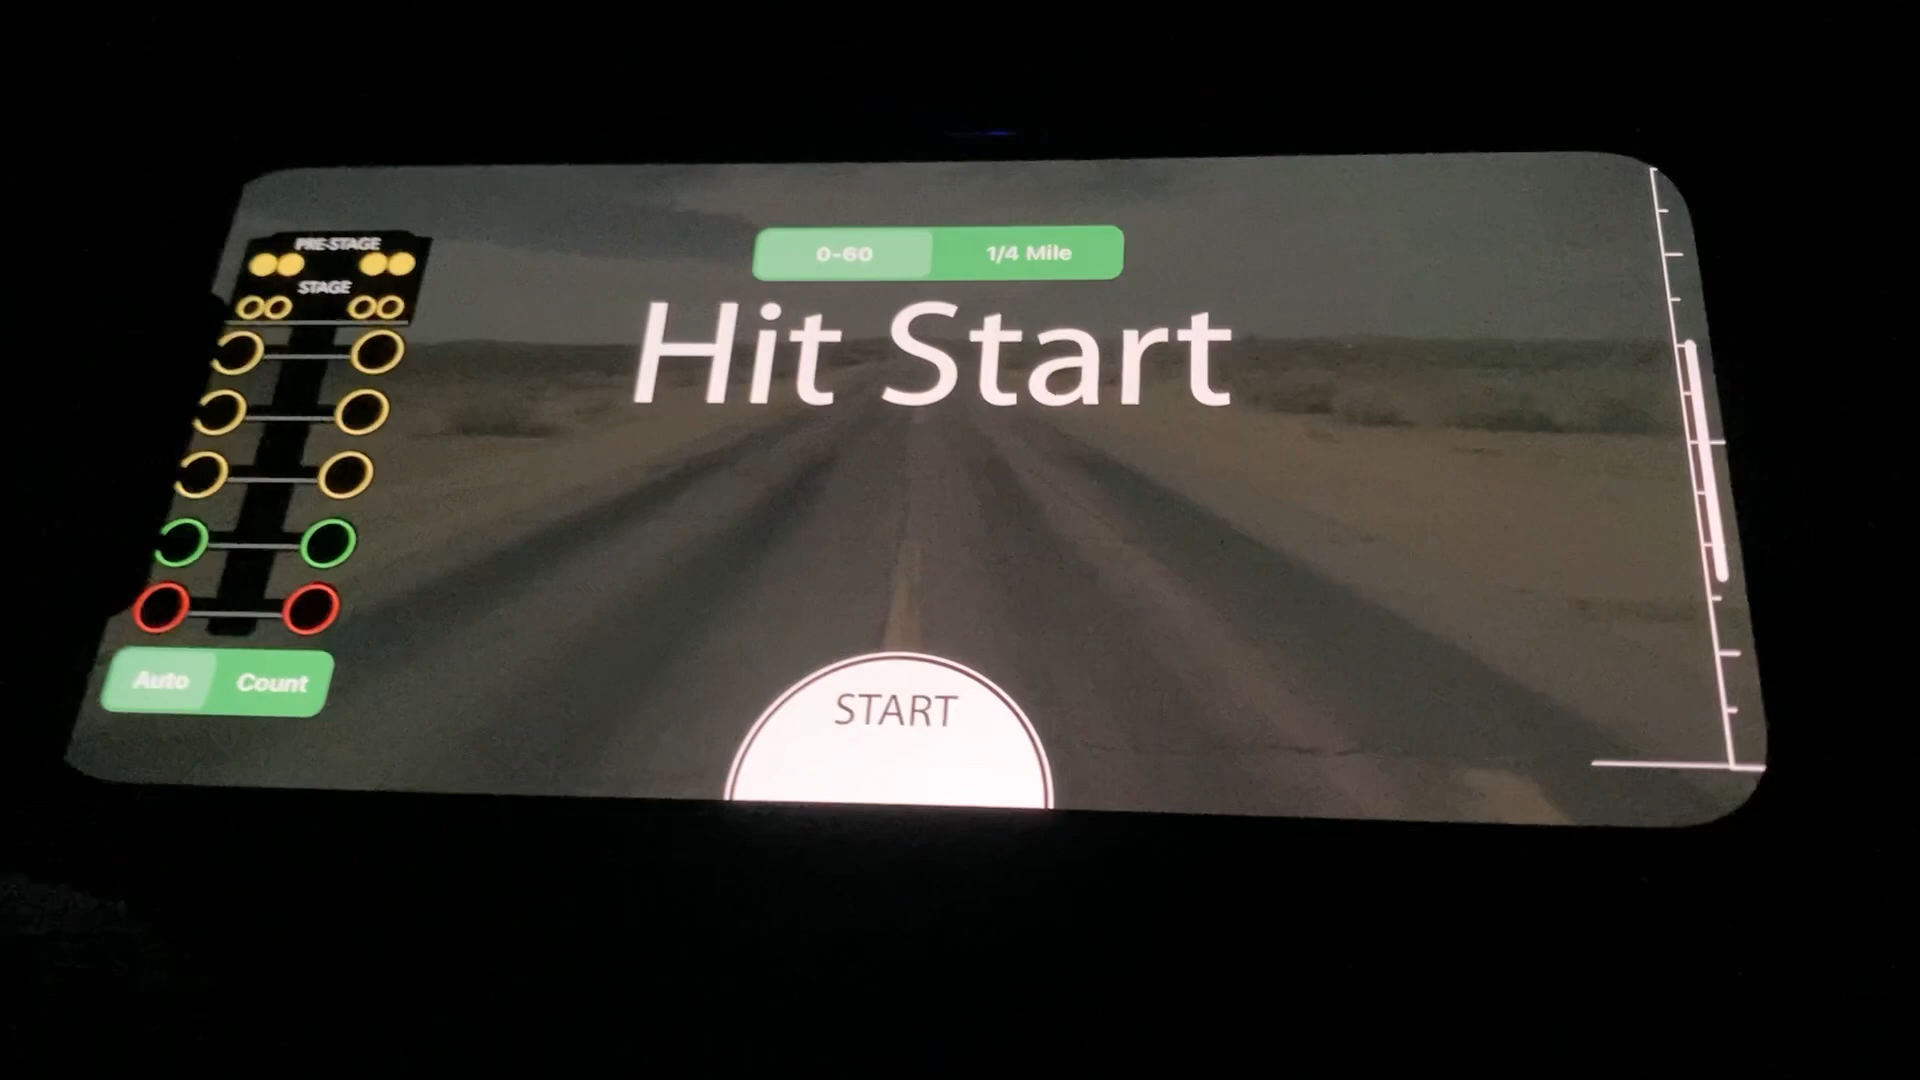 PRE-STAGE
STAGE
0-60 1/4 Mile
Hit Start
Auto Count
START